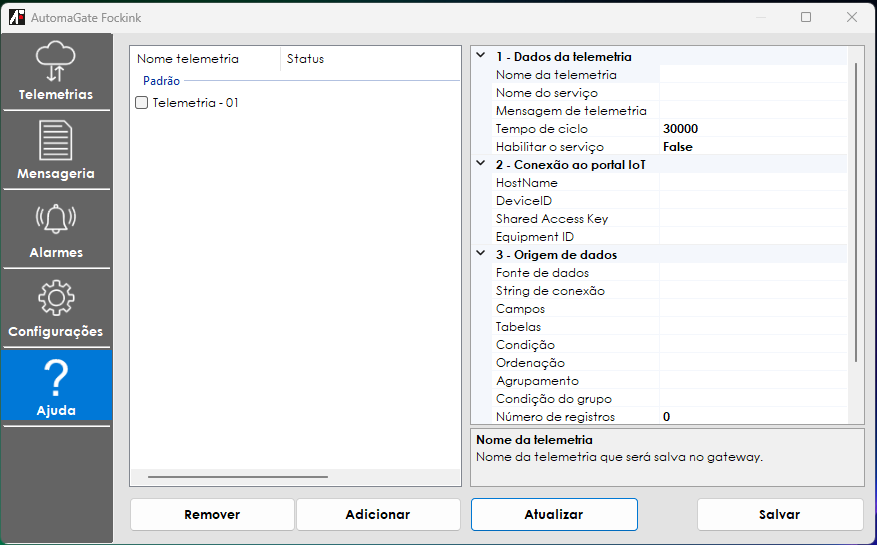 AutomaGate Fockink
Telemetrias
Mensageria
Alarmes
Configurações
Ajuda
Nome telemetria Status
Padrão
Telemetria - 01
1 - Dados da telemetria
Nome da telemetria
Nome do serviço
Mensagem de telemetria
Tempo de ciclo 30000
Habilitar o serviço False
2 - Conexão ao portal IoT
HostName
DeviceID
Shared Access Key
Equipment ID
3 - Origem de dados
Fonte de dados
String de conexão
Campos
Tabelas
Condição
Ordenação
Agrupamento
Condição do grupo
Número de registros 0
Nome da telemetria
Nome da telemetria que será salva no gateway.
Remover Adicionar Atualizar Salvar